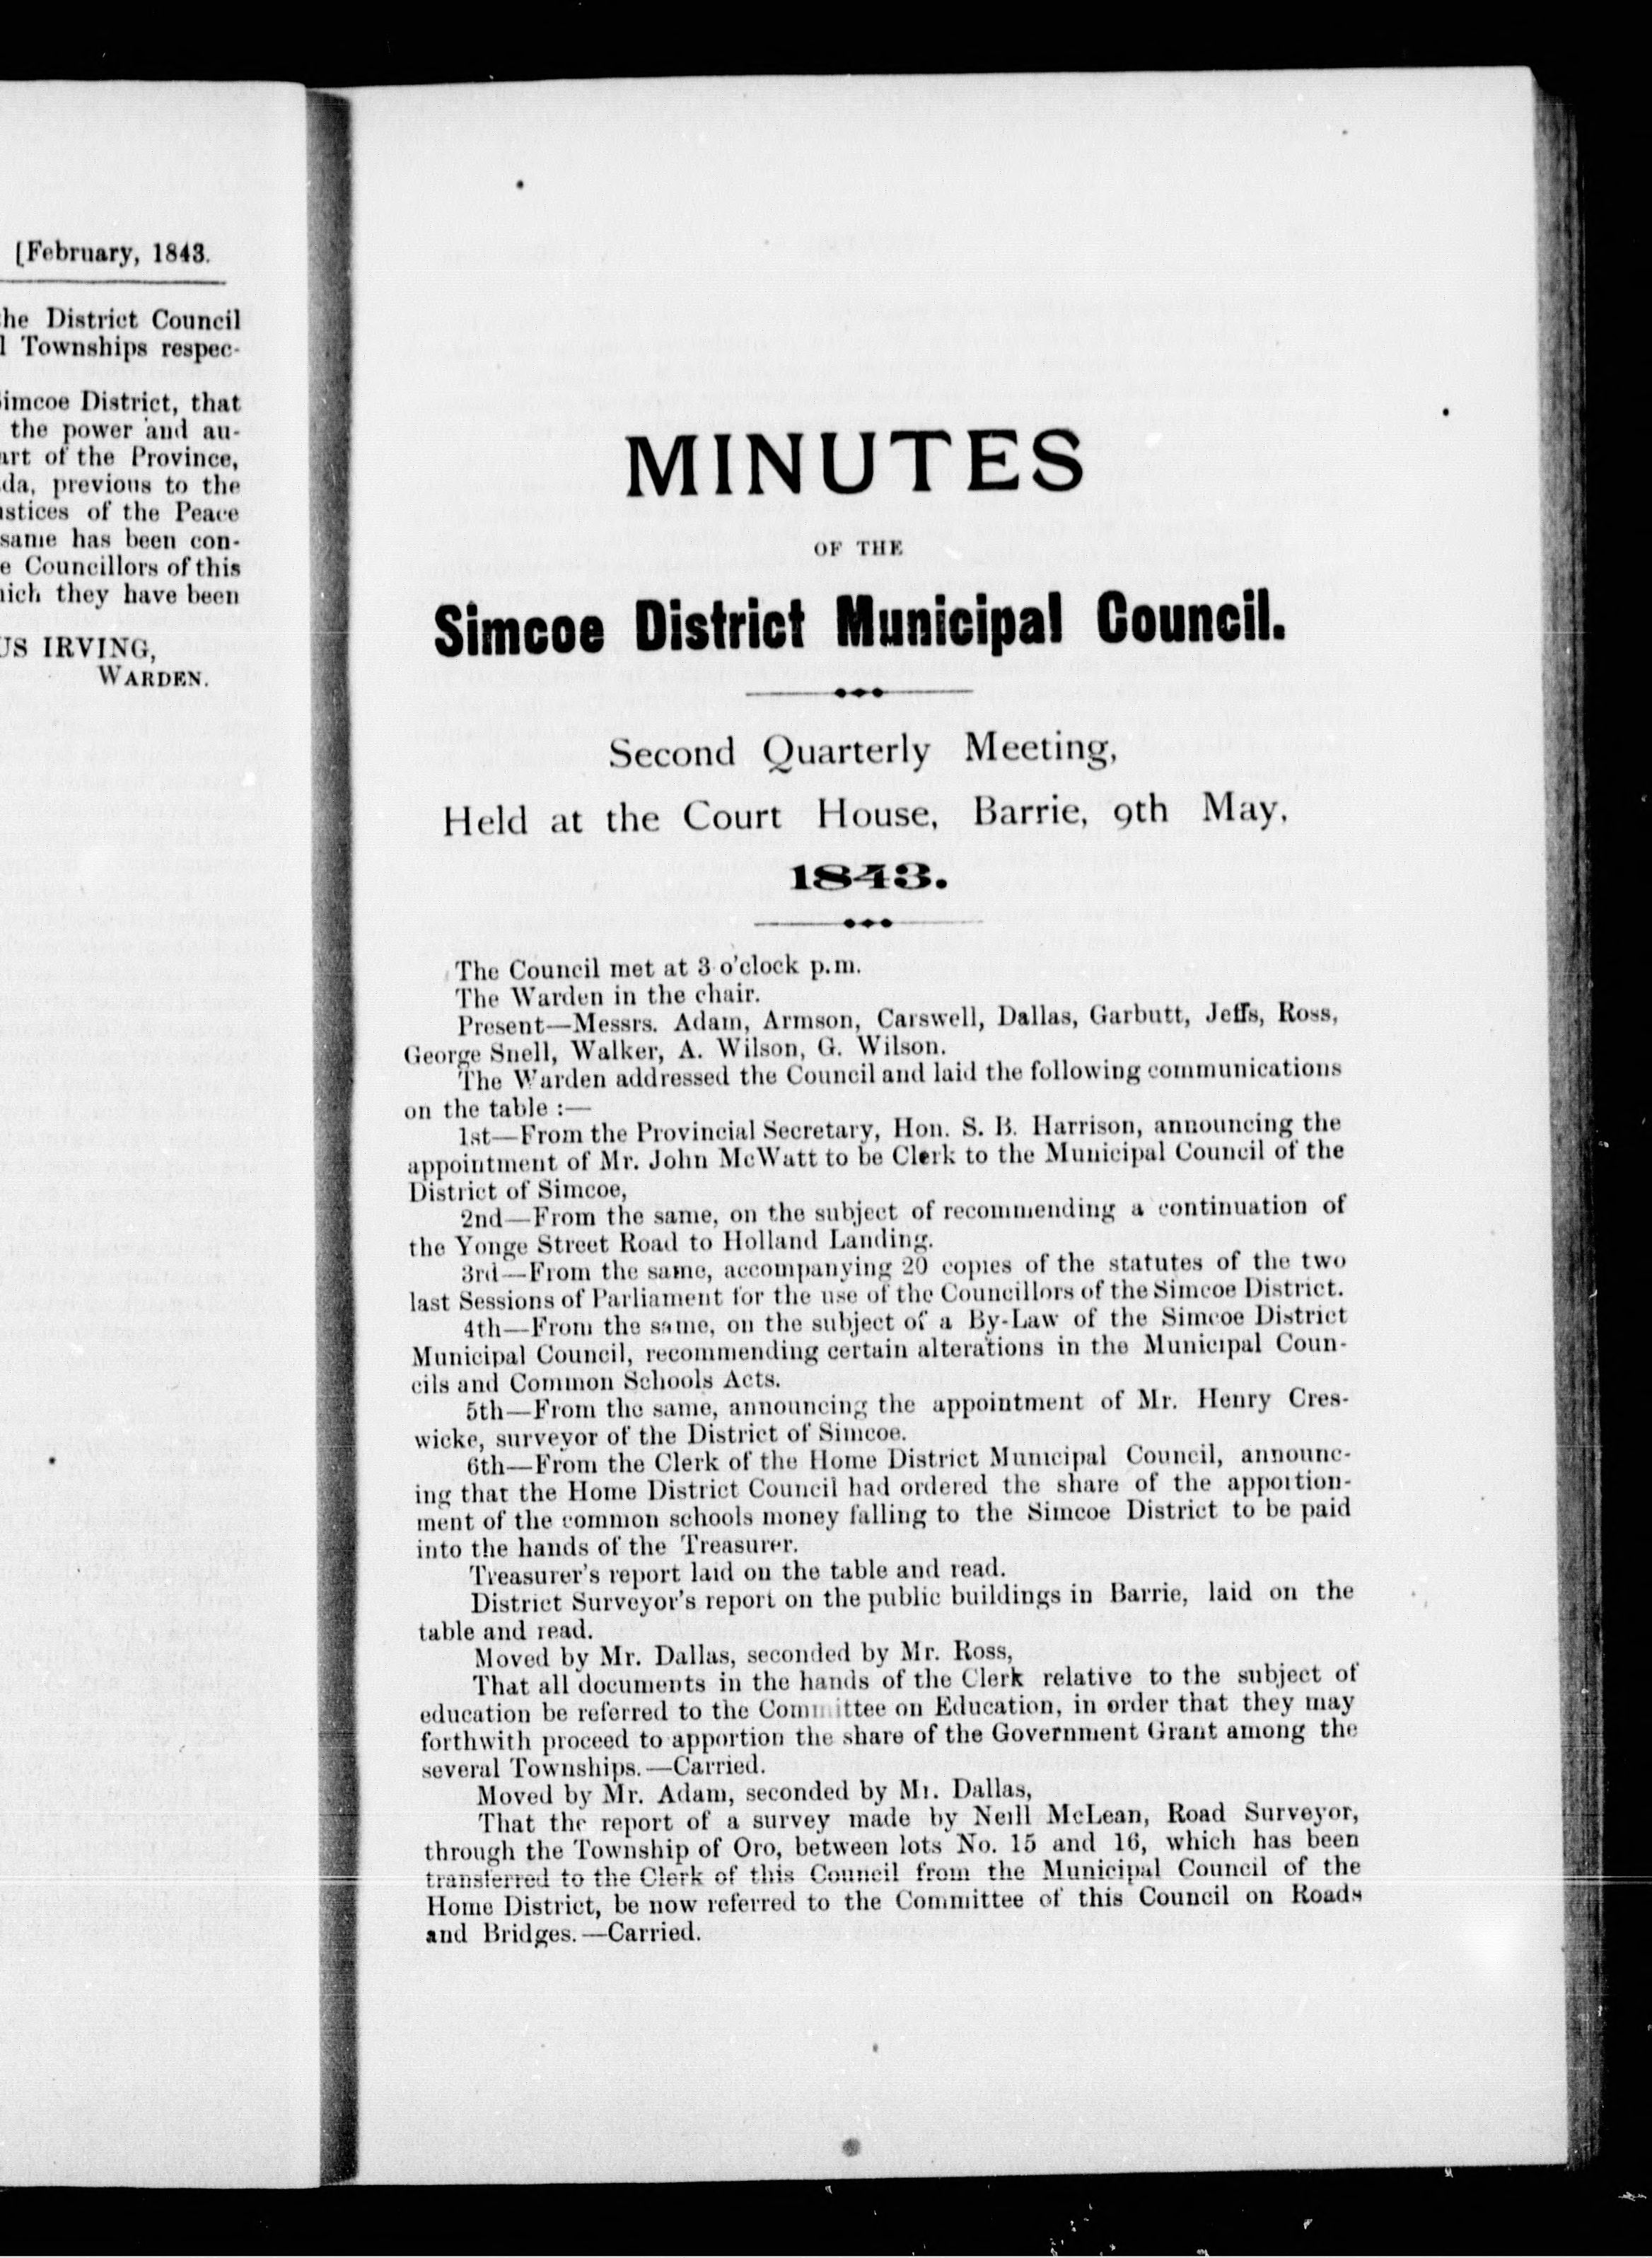 [February, 1843.
he District Council
l Townships respec-
imcoe District, that
the power and au-
art of the Province,
da, previous to the
stices of the Peace
same has been con-
e Councillors of this
ich they have been
US IRVING,
WARDEN.
MINUTES
OF THE
Simcoe District Municipal Council.
Second Quarterly Meeting,
Held at the Court House, Barrie, 9th May,
1843.
The Council met at 3 o'clock p.m.
The Warden in the chair.
Present—Messrs. Adam, Armson, Carswell, Dallas, Garbutt, Jeffs, Ross,
George Snell, Walker, A. Wilson, G. Wilson.
The Warden addressed the Council and laid the following communications
on the table :—
1st—From the Provincial Secretary, Hon. S. B. Harrison, announcing the
appointment of Mr. John McWatt to be Clerk to the Municipal Council of the
District of Simcoe,
2nd—From the same, on the subject of recommending a continuation of
the Yonge Street Road to Holland Landing.
3rd—From the same, accompanying 20 copies of the statutes of the two
last Sessions of Parliament for the use of the Councillors of the Simcoe District.
4th—From the same, on the subject of a By-Law of the Simcoe District
Municipal Council, recommending certain alterations in the Municipal Coun-
cils and Common Schools Acts.
5th—From the same, announcing the appointment of Mr. Henry Cres-
wicke, surveyor of the District of Simcoe.
6th—From the Clerk of the Home District Municipal Council, announc-
ing that the Home District Council had ordered the share of the apportion-
ment of the common schools money falling to the Simcoe District to be paid
into the hands of the Treasurer.
Treasurer's report laid on the table and read.
District Surveyor's report on the public buildings in Barrie, laid on the
table and read.
Moved by Mr. Dallas, seconded by Mr. Ross,
That all documents in the hands of the Clerk relative to the subject of
education be referred to the Committee on Education, in order that they may
forthwith proceed to apportion the share of the Government Grant among the
several Townships.—Carried.
Moved by Mr. Adam, seconded by Mr. Dallas,
That the report of a survey made by Neill McLean, Road Surveyor,
through the Township of Oro, between lots No. 15 and 16, which has been
transferred to the Clerk of this Council from the Municipal Council of the
Home District, be now referred to the Committee of this Council on Roads
and Bridges.—Carried.